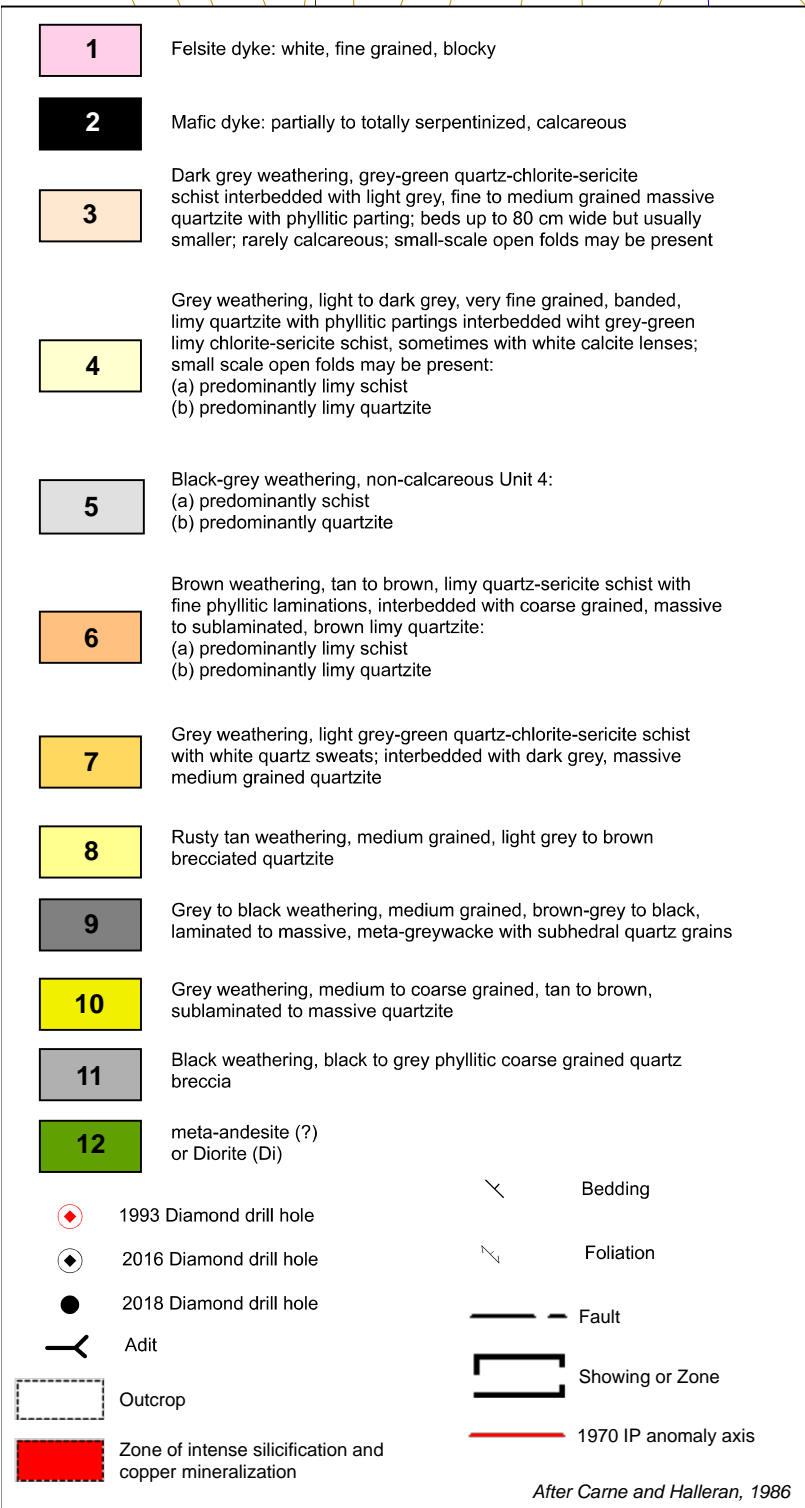 1
Felsite dyke: white, fine grained, blocky
2
Mafic dyke: partially to totally serpentinized, calcareous
3
Dark grey weathering, grey-green quartz-chlorite-sericite
schist interbedded with light grey, fine to medium grained massive
quartzite with phyllitic parting; beds up to 80 cm wide but usually
smaller; rarely calcareous; small-scale open folds may be present
4
Grey weathering, light to dark grey, very fine grained, banded,
limy quartzite with phyllitic partings interbedded wiht grey-green
limy chlorite-sericite schist, sometimes with white calcite lenses;
small scale open folds may be present:
(a) predominantly limy schist
(b) predominantly limy quartzite
5
Black-grey weathering, non-calcareous Unit 4:
(a) predominantly schist
(b) predominantly quartzite
6
Brown weathering, tan to brown, limy quartz-sericite schist with
fine phyllitic laminations, interbedded with coarse grained, massive
to sublaminated, brown limy quartzite:
(a) predominantly limy schist
(b) predominantly limy quartzite
7
Grey weathering, light grey-green quartz-chlorite-sericite schist
with white quartz sweats; interbedded with dark grey, massive
medium grained quartzite
8
Rusty tan weathering, medium grained, light grey to brown
brecciated quartzite
9
Grey to black weathering, medium grained, brown-grey to black,
laminated to massive, meta-greywacke with subhedral quartz grains
10
Grey weathering, medium to coarse grained, tan to brown,
sublaminated to massive quartzite
11
Black weathering, black to grey phyllitic coarse grained quartz
breccia
12
meta-andesite (?)
or Diorite (Di)
1993 Diamond drill hole
2016 Diamond drill hole
2018 Diamond drill hole
Adit
Outcrop
Zone of intense silicification and
copper mineralization
Bedding
Foliation
Fault
Showing or Zone
1970 IP anomaly axis
After Carne and Halleran, 1986